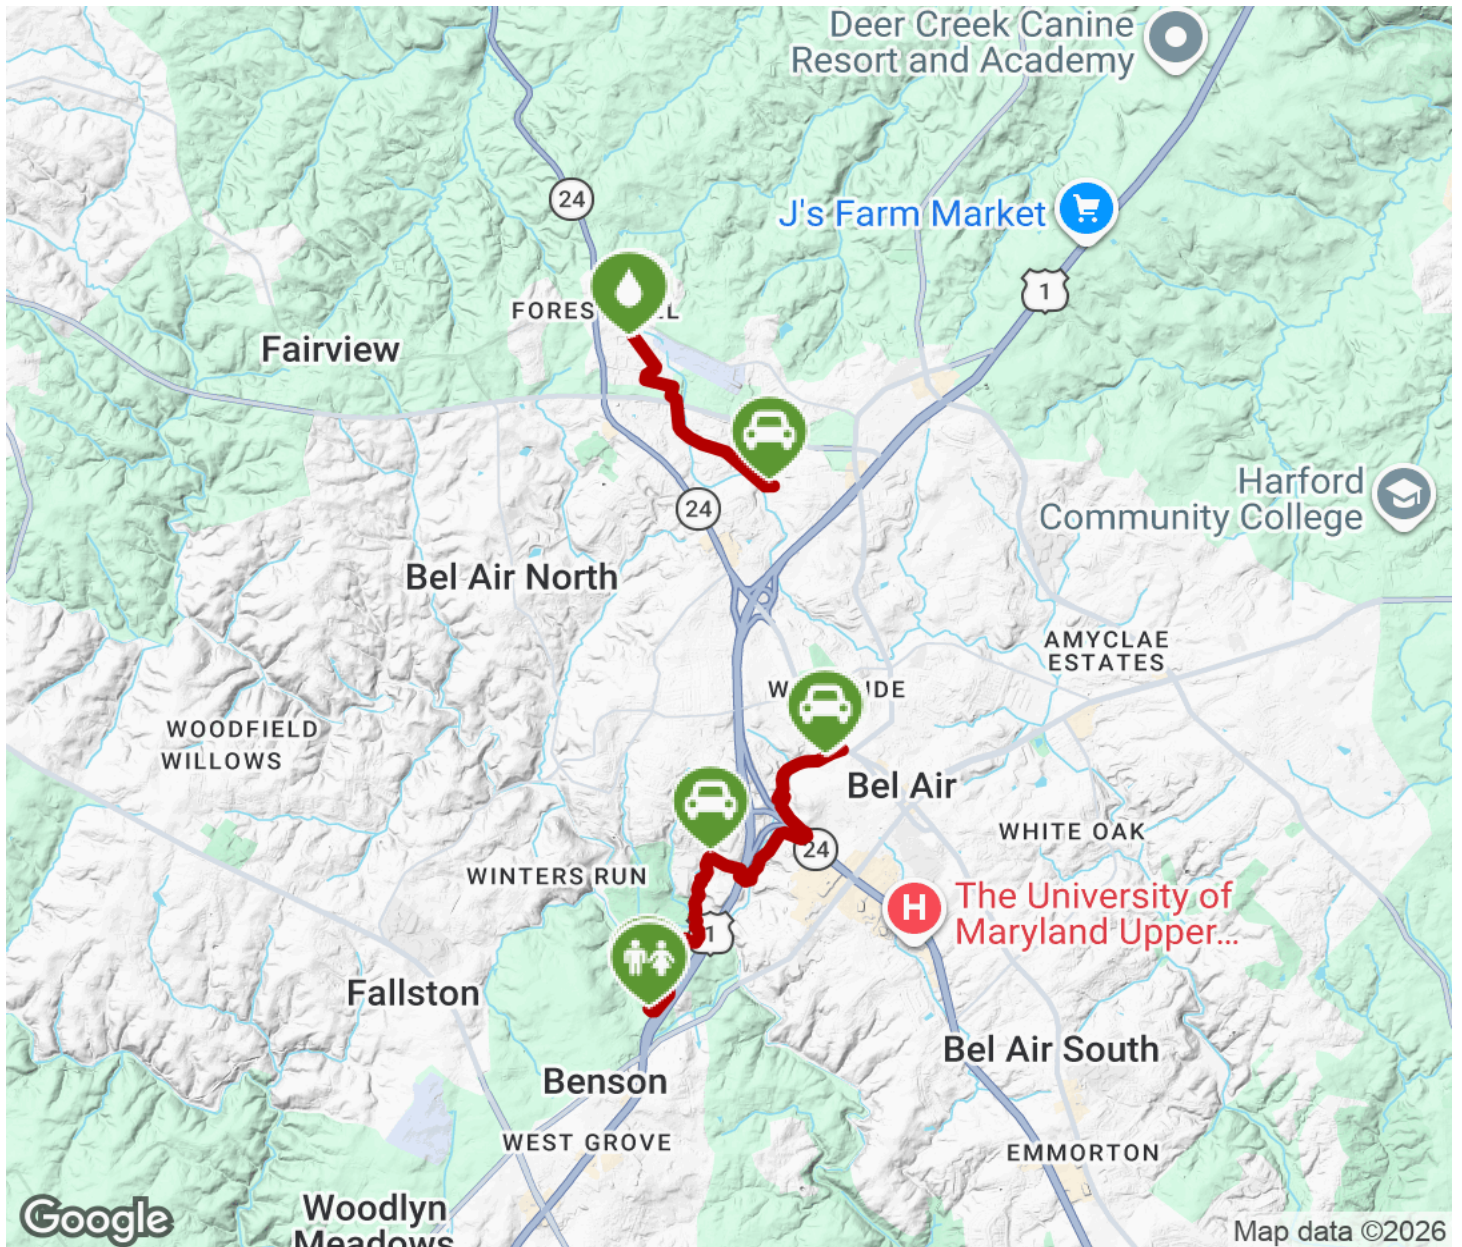 Deer Creek Canine
Resort and Academy
24
J's Farm Market
1
FORES
LL
Fairview
Harford
Community College
24
Bel Air North
AMYCLAE
ESTATES
WOODFIELD
WILLOWS
Bel Air
WHITE OAK
24
WINTERS RUN
H
The University of
Maryland Upper...
1
Fallston
Bel Air South
Benson
WEST GROVE
EMMORTON
Woodlyn
Meadows
Google
Map data ©2026